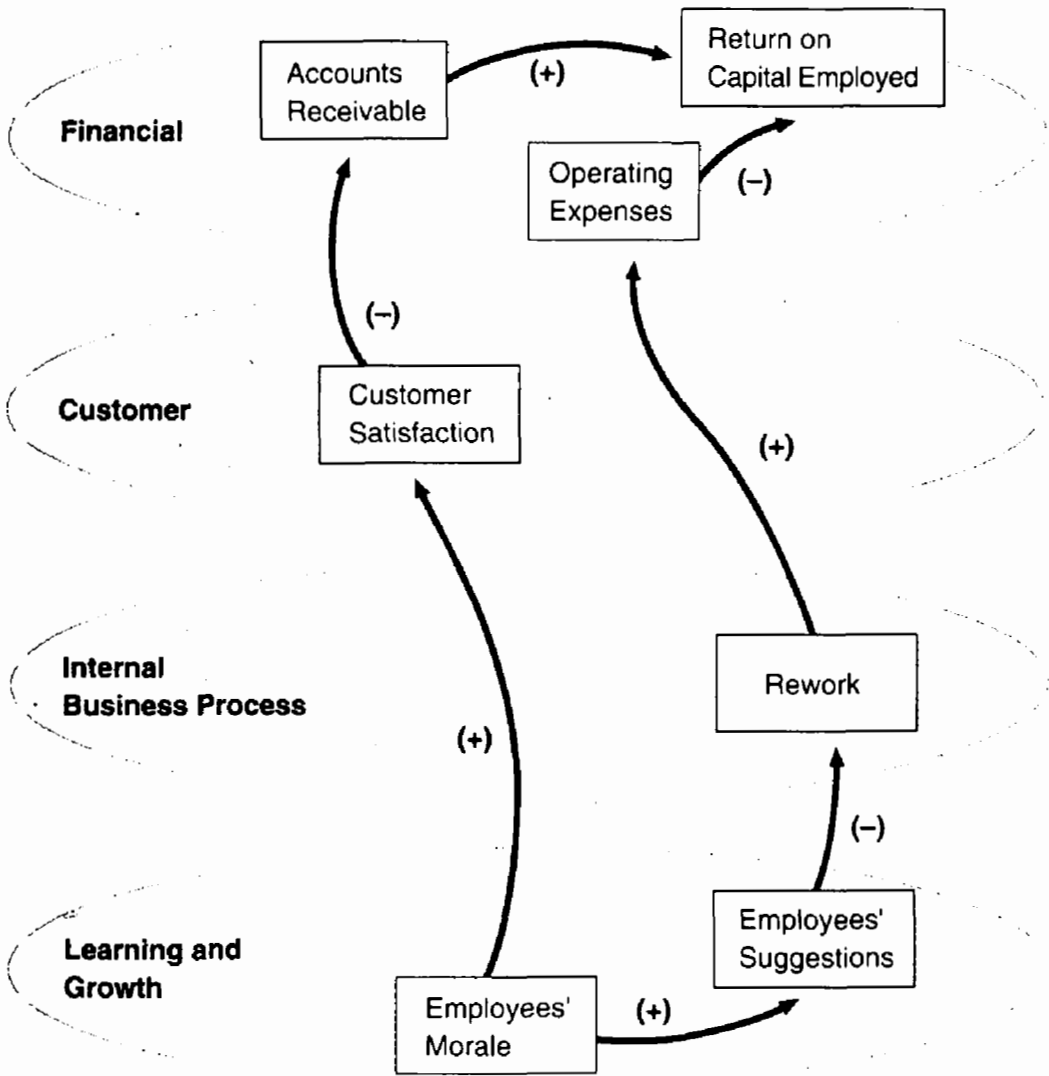 Return on
Capital Employed
Accounts
Receivable
(+)
Financial
Operating
Expenses
(–)
(–)
Customer
Customer
Satisfaction
(+)
Internal
Business Process
Rework
(+)
(–)
Employees'
Suggestions
Learning and
Growth
Employees'
Morale
(+)